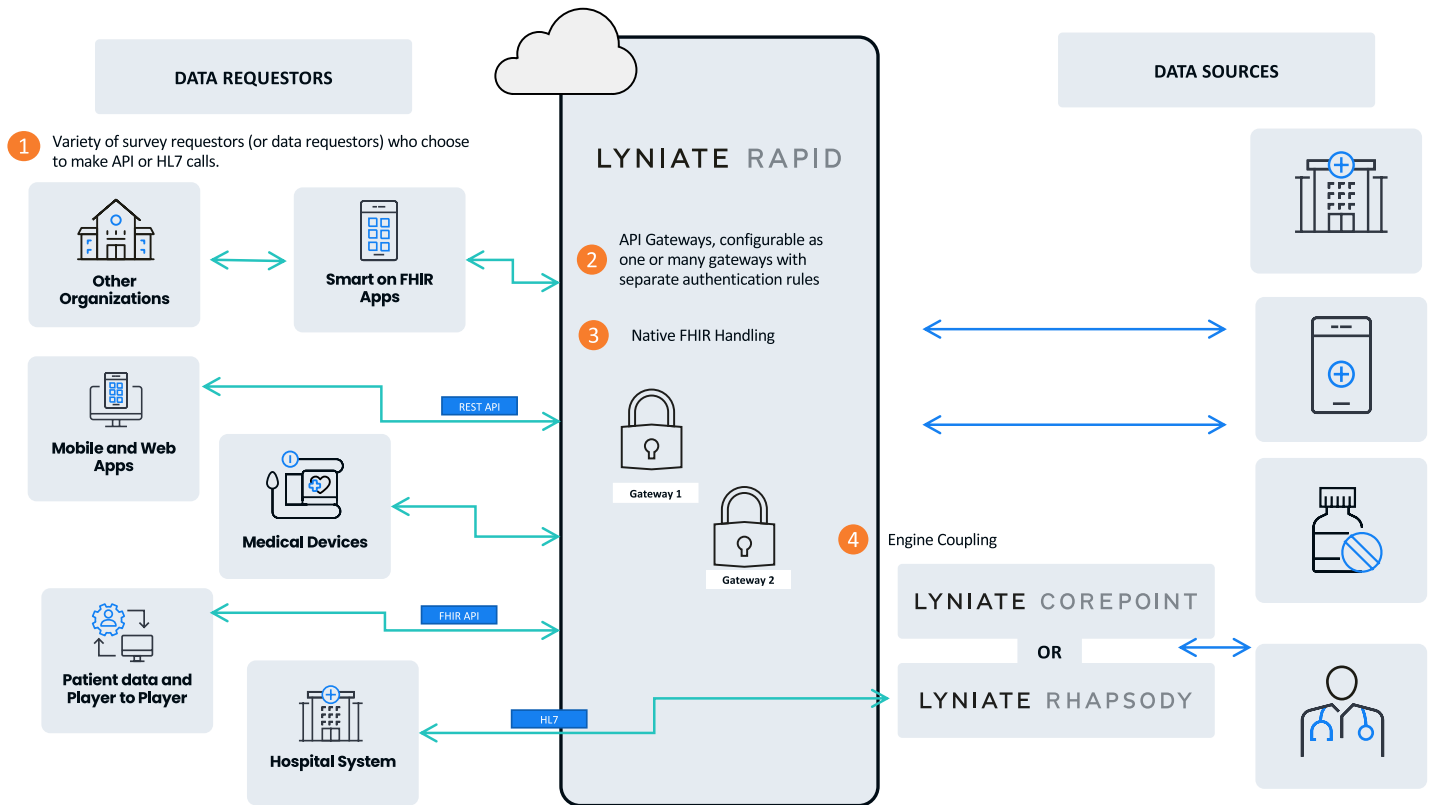 DATA REQUESTORS
1
Variety of survey requestors (or data requestors) who choose
to make API or HL7 calls.
Other
Organizations
Smart on FHIR
Apps
Mobile and Web
Apps
REST API
Medical Devices
Patient data and
Player to Player
FHIR API
Hospital System
HL7
LYNIATE RAPID
2
API Gateways, configurable as
one or many gateways with
separate authentication rules
3
Native FHIR Handling
Gateway 1
Gateway 2
4
Engine Coupling
LYNIATE COREPOINT
OR
LYNIATE RHAPSODY
DATA SOURCES